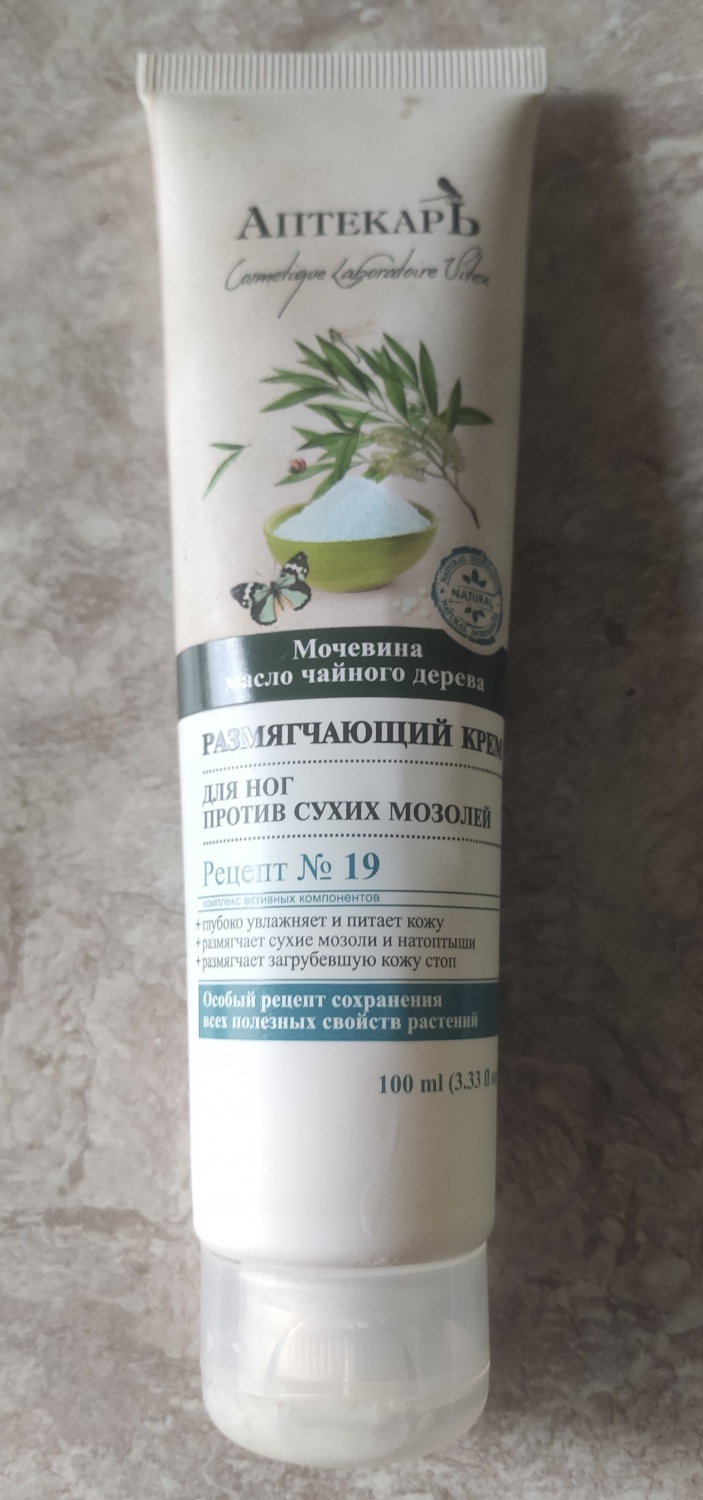 АптекарЪ
Cosmetique Laboratoire Vitex
NATURAL
Мочевина
масло чайного дерева
РАЗМЯГЧАЮЩИЙ КРЕМ
ДЛЯ НОГ
ПРОТИВ СУХИХ МОЗОЛЕЙ
Рецепт № 19
комплекс активных компонентов
+глубоко увлажняет и питает кожу
+размягчает сухие мозоли и натоптыши
+размягчает загрубевшую кожу стоп
Особый рецепт сохранения
всех полезных свойств растений
100 ml (3.33 fl